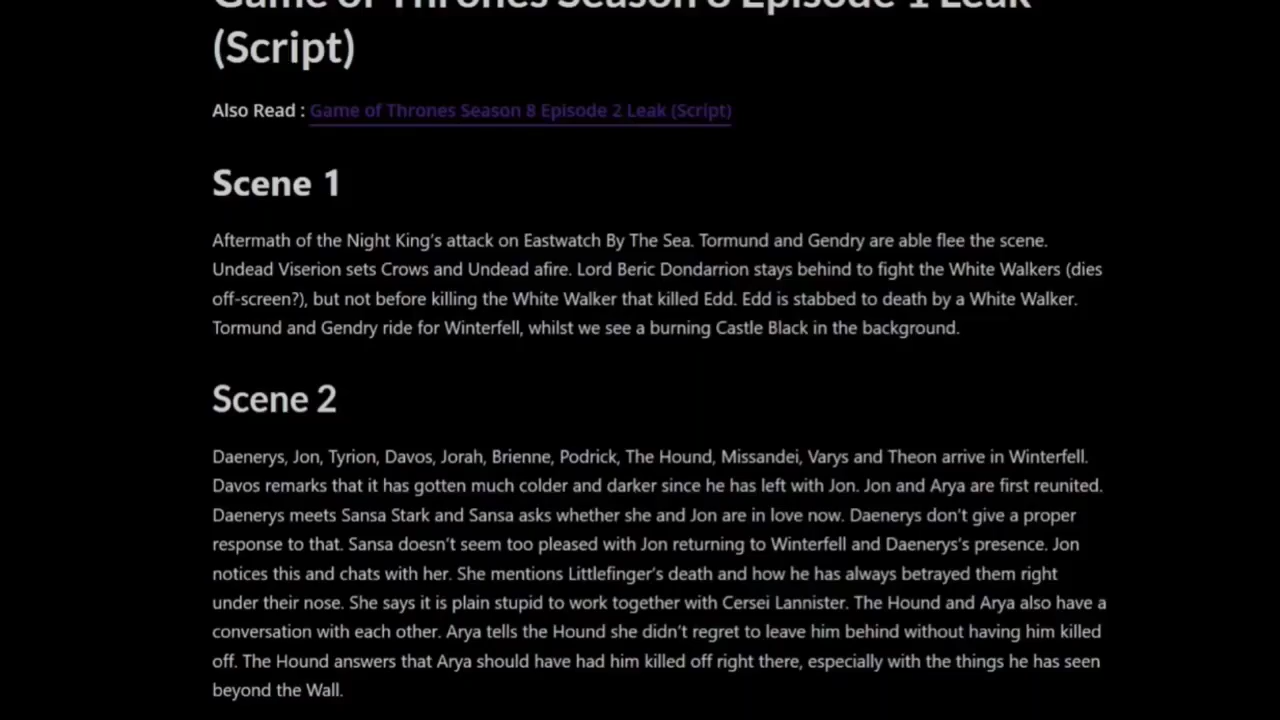 Game of Thrones Season 8 Episode 1 Leak
(Script)
Also Read : Game of Thrones Season 8 Episode 2 Leak (Script)
Scene 1
Aftermath of the Night King's attack on Eastwatch By The Sea. Tormund and Gendry are able flee the scene.
Undead Viserion sets Crows and Undead afire. Lord Beric Dondarrion stays behind to fight the White Walkers (dies
off-screen?), but not before killing the White Walker that killed Edd. Edd is stabbed to death by a White Walker.
Tormund and Gendry ride for Winterfell, whilst we see a burning Castle Black in the background.
Scene 2
Daenerys, Jon, Tyrion, Davos, Jorah, Brienne, Podrick, The Hound, Missandei, Varys and Theon arrive in Winterfell.
Davos remarks that it has gotten much colder and darker since he has left with Jon. Jon and Arya are first reunited.
Daenerys meets Sansa Stark and Sansa asks whether she and Jon are in love now. Daenerys don't give a proper
response to that. Sansa doesn't seem too pleased with Jon returning to Winterfell and Daenerys's presence. Jon
notices this and chats with her. She mentions Littlefinger's death and how he has always betrayed them right
under their nose. She says it is plain stupid to work together with Cersei Lannister. The Hound and Arya also have a
conversation with each other. Arya tells the Hound she didn't regret to leave him behind without having him killed
off. The Hound answers that Arya should have had him killed off right there, especially with the things he has seen
beyond the Wall.